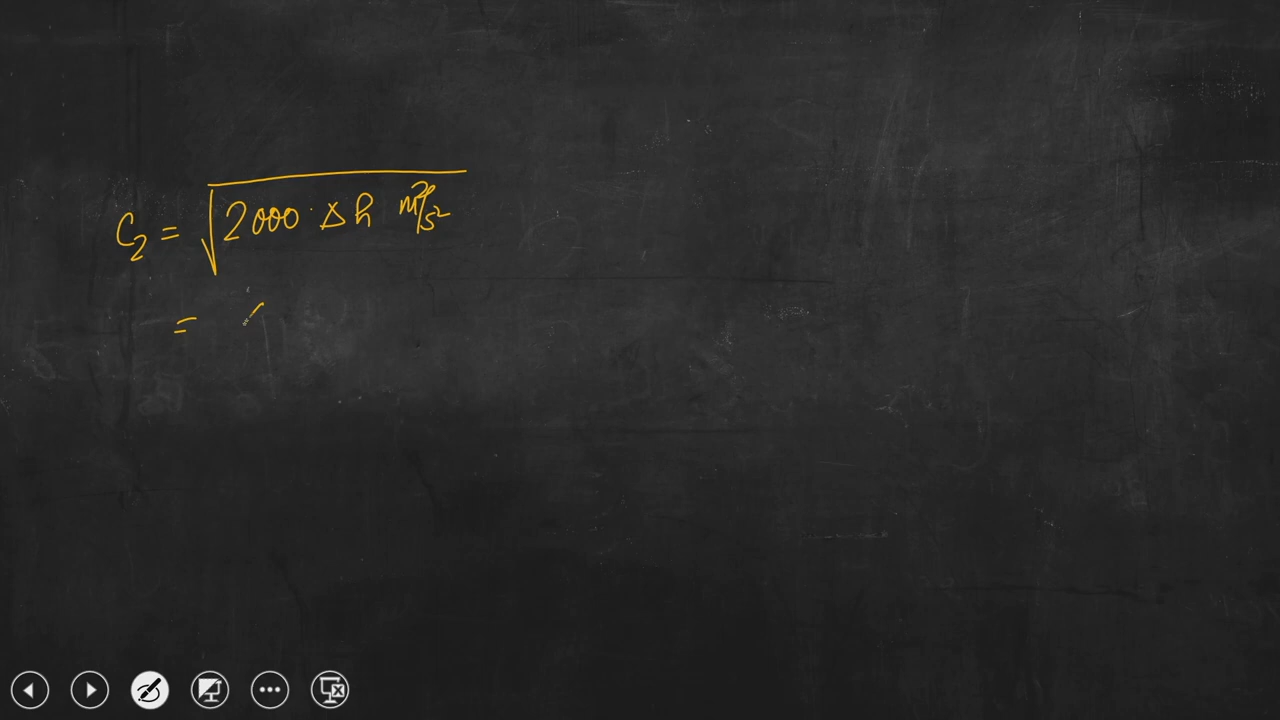 C₂ = √(2000 · Δh m²/s²)
=